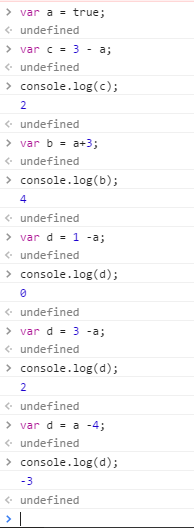 > var a = true;
<· undefined
> var c = 3 - a;
<· undefined
> console.log(c);
2
<· undefined
> var b = a+3;
<· undefined
> console.log(b);
4
<· undefined
> var d = 1 -a;
<· undefined
> console.log(d);
0
<· undefined
> var d = 3 -a;
<· undefined
> console.log(d);
2
<· undefined
> var d = a -4;
<· undefined
> console.log(d);
-3
<· undefined
>